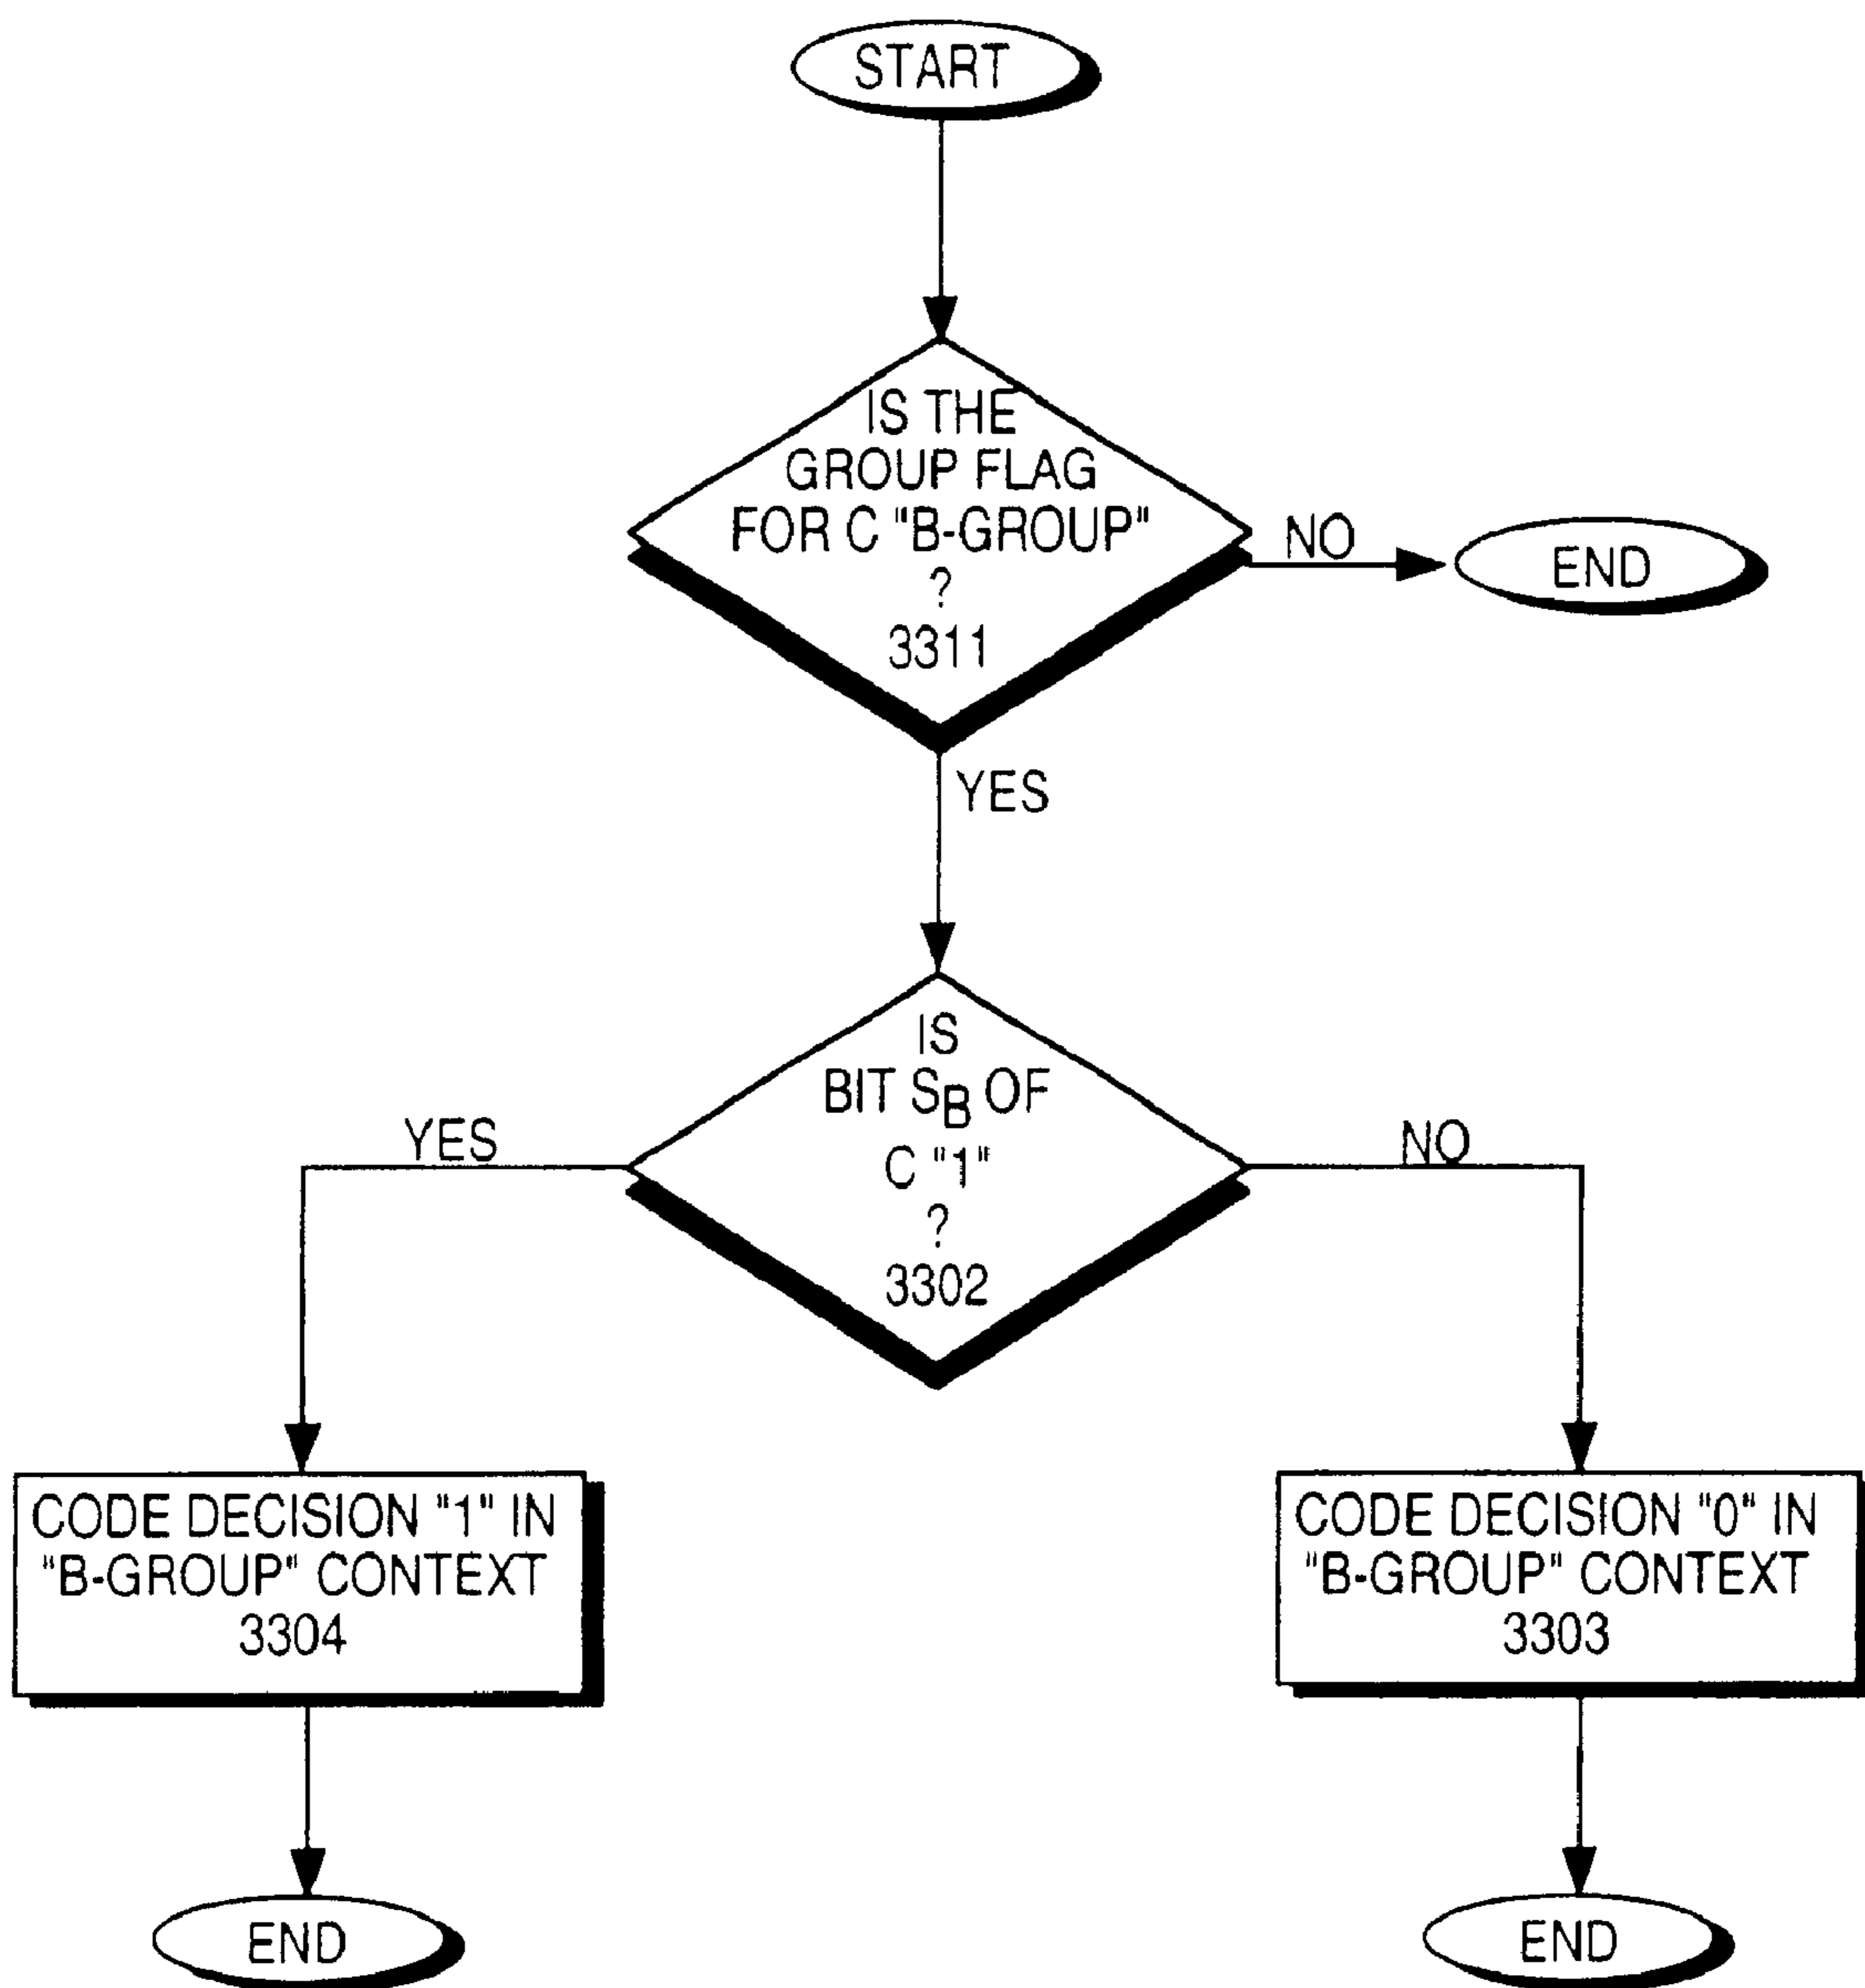 START
IS THE
GROUP FLAG
FOR C "B-GROUP"
?
3311
NO
END
YES
IS
BIT SB OF
C "1"
?
3302
YES
NO
CODE DECISION "1" IN
"B-GROUP" CONTEXT
3304
CODE DECISION "0" IN
"B-GROUP" CONTEXT
3303
END
END